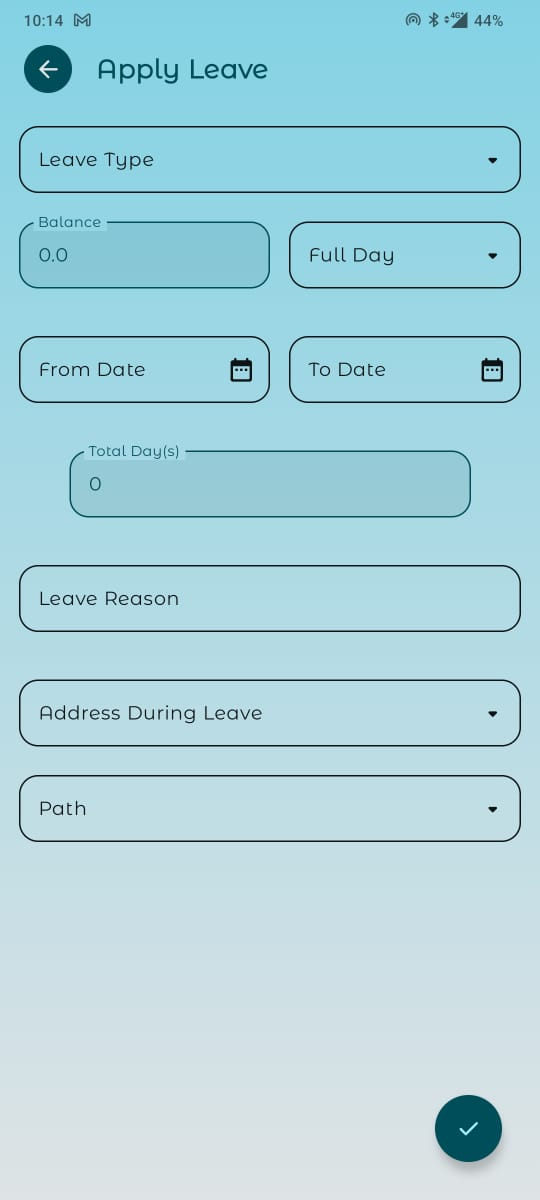 10:14 4G+ 44%
Apply Leave
Leave Type
Balance
0.0 Full Day
From Date To Date
Total Day(s)
0
Leave Reason
Address During Leave
Path